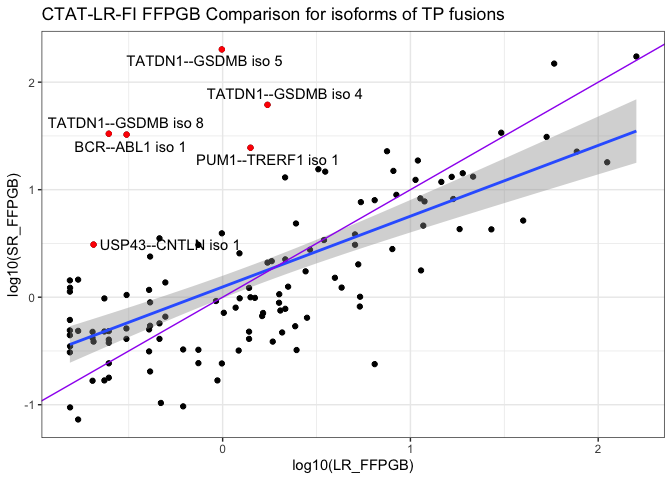 CTAT-LR-FI FFPGB Comparison for isoforms of TP fusions
TATDN1--GSDMB iso 5
TATDN1--GSDMB iso 4
TATDN1--GSDMB iso 8
BCR--ABL1 iso 1
PUM1--TRERF1 iso 1
USP43--CNTLN iso 1
log10(SR_FFPGB)
2
1
0
-1
0
1
2
log10(LR_FFPGB)